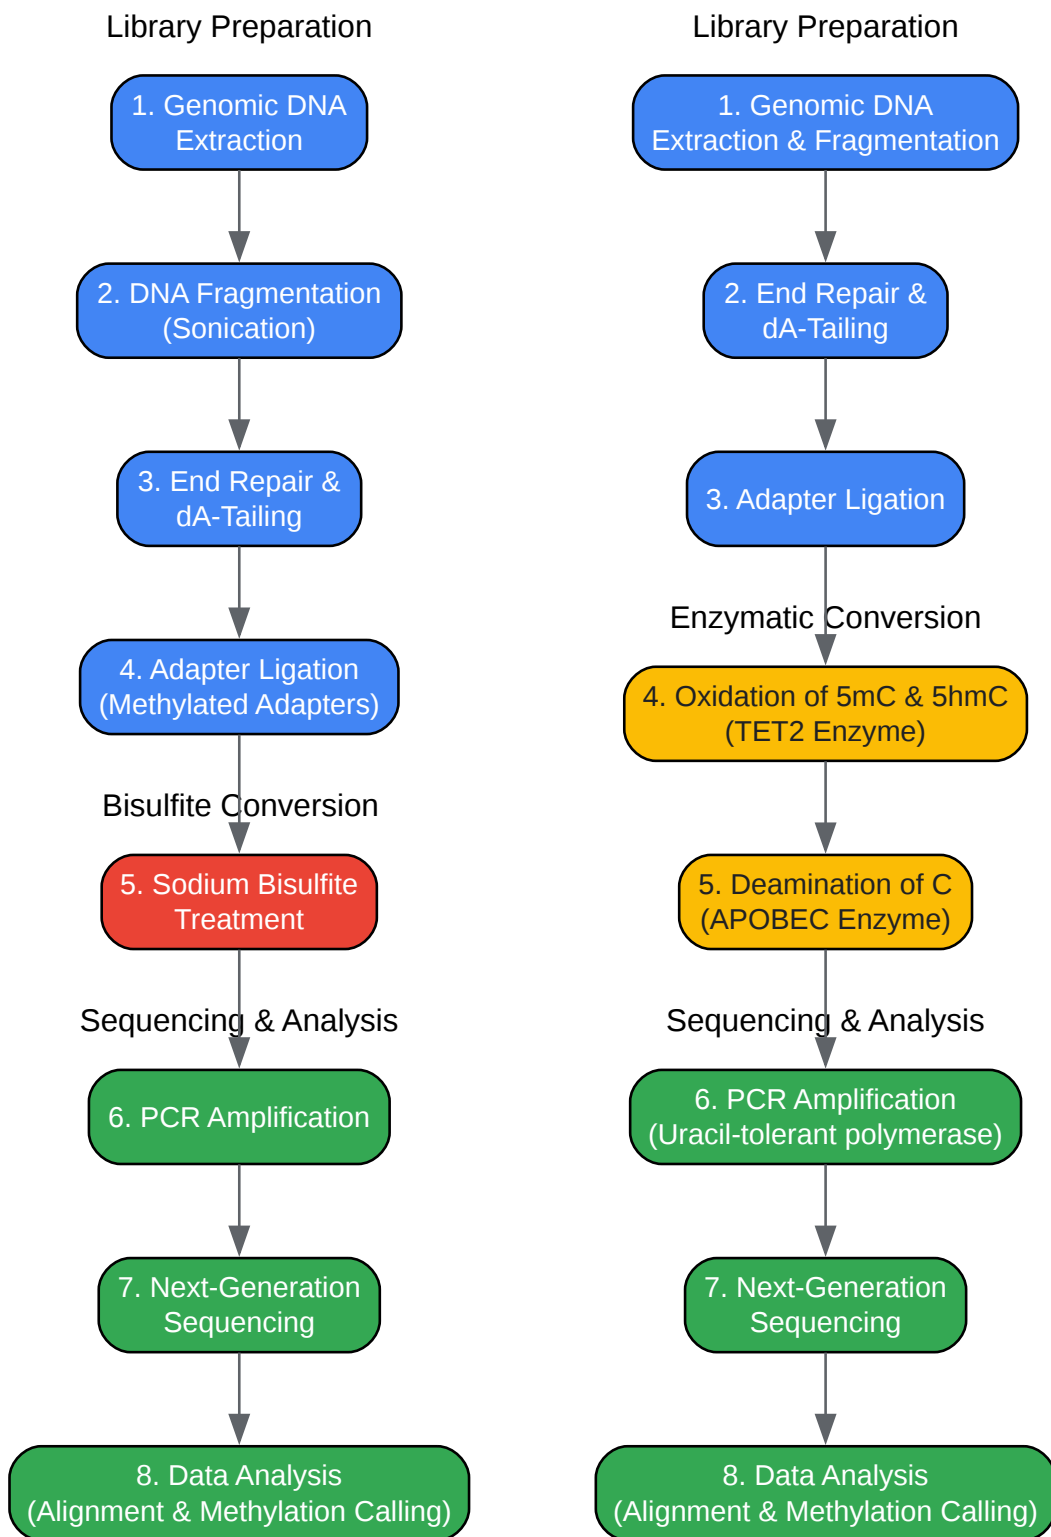 Library Preparation
1. Genomic DNA
Extraction
2. DNA Fragmentation
(Sonication)
3. End Repair &
dA-Tailing
4. Adapter Ligation
(Methylated Adapters)
Bisulfite Conversion
5. Sodium Bisulfite
Treatment
Sequencing & Analysis
6. PCR Amplification
7. Next-Generation
Sequencing
8. Data Analysis
(Alignment & Methylation Calling)
Library Preparation
1. Genomic DNA
Extraction & Fragmentation
2. End Repair &
dA-Tailing
3. Adapter Ligation
Enzymatic Conversion
4. Oxidation of 5mC & 5hmC
(TET2 Enzyme)
5. Deamination of C
(APOBEC Enzyme)
Sequencing & Analysis
6. PCR Amplification
(Uracil-tolerant polymerase)
7. Next-Generation
Sequencing
8. Data Analysis
(Alignment & Methylation Calling)